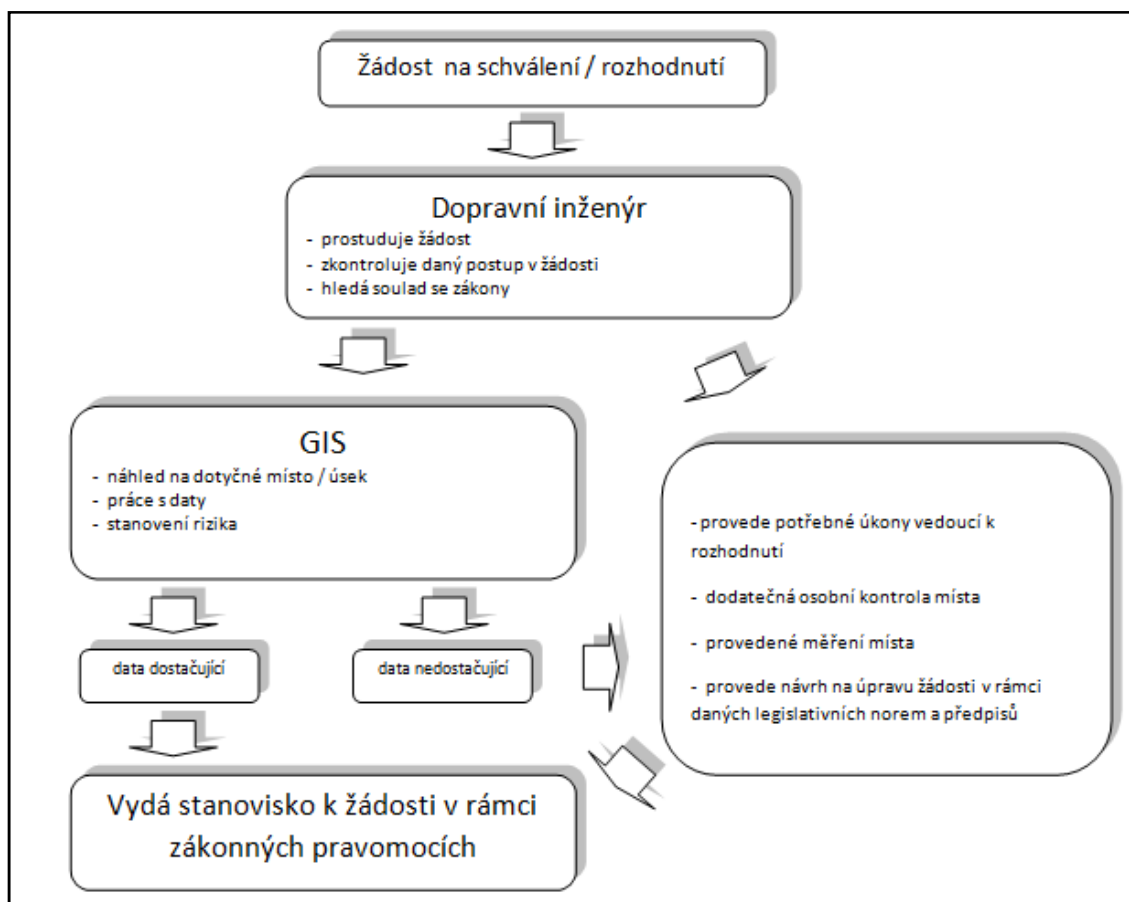 Žádost na schválení / rozhodnutí
Dopravní inženýr
- prostuduje žádost
- zkontroluje daný postup v žádosti
- hledá soulad se zákony
GIS
- náhled na dotyčné místo / úsek
- práce s daty
- stanovení rizika
- provede potřebné úkony vedoucí k
rozhodnutí
- dodatečná osobní kontrola místa
- provedené měření místa
- provede návrh na úpravu žádosti v rámci
daných legislativních norem a předpisů
data dostačující
data nedostačující
Vydá stanovisko k žádosti v rámci
zákonných pravomocích